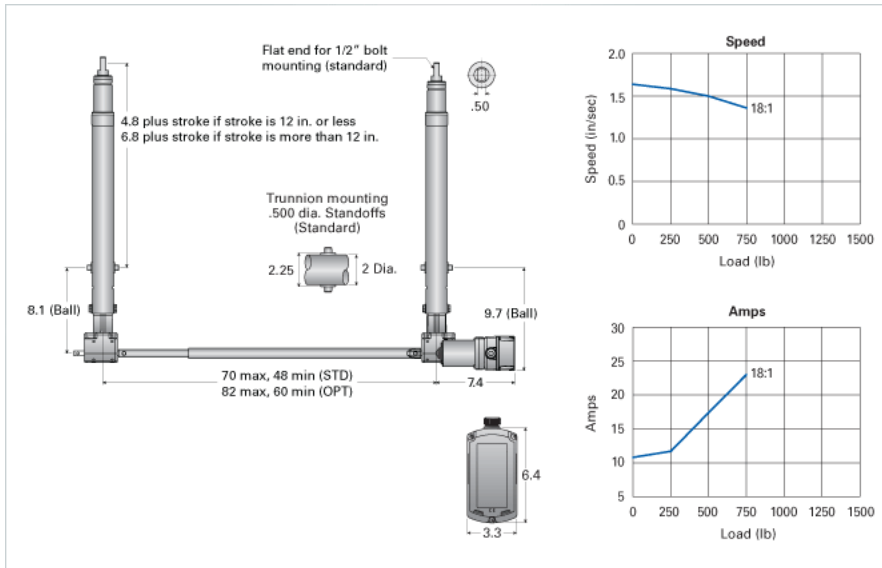 Flat end for 1/2" bolt
mounting (standard)
.50
4.8 plus stroke if stroke is 12 in. or less
6.8 plus stroke if stroke is more than 12 in.
Trunnion mounting
.500 dia. Standoffs
(Standard)
2.25
2 Dia.
8.1 (Ball)
9.7 (Ball)
70 max, 48 min (STD)
82 max, 60 min (OPT)
7.4
6.4
3.3
Speed
Speed (in/sec)
2.0
1.5
1.0
0.5
0
18:1
0 250 500 750 1000 1250 1500
Load (lb)
Amps
Amps
30
25
20
15
10
5
18:1
0 250 500 750 1000 1250 1500
Load (lb)